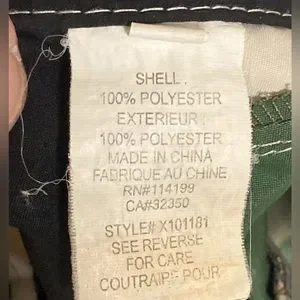 SHELL :
100% POLYESTER
EXTERIEUR :
100% POLYESTER
MADE IN CHINA
FABRIQUE AU CHINE
RN#114199
CA#32350
STYLE# X101181
SEE REVERSE
FOR CARE
COUTRAIRE POUR